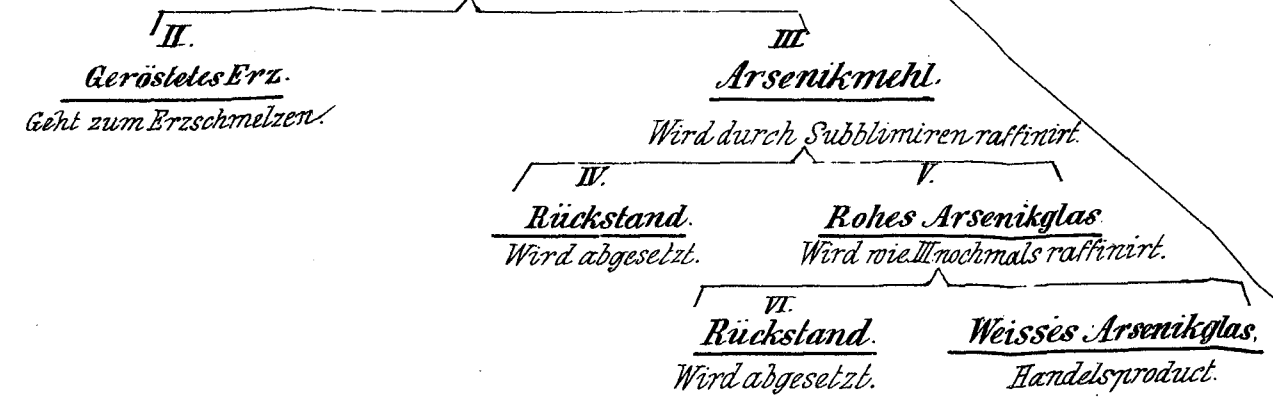 II.
III
Geröstetes Erz.
Arsenikmehl.
Geht zum Erzschmelzen.
Wird durch Subblimiren raffinirt.
IV.
V.
Rückstand.
Rohes Arsenikglas.
Wird abgesetzt.
Wird wie III nochmals raffinirt.
VI.
Rückstand.
Weisses Arsenikglas.
Wird abgesetzt.
Handelsproduct.